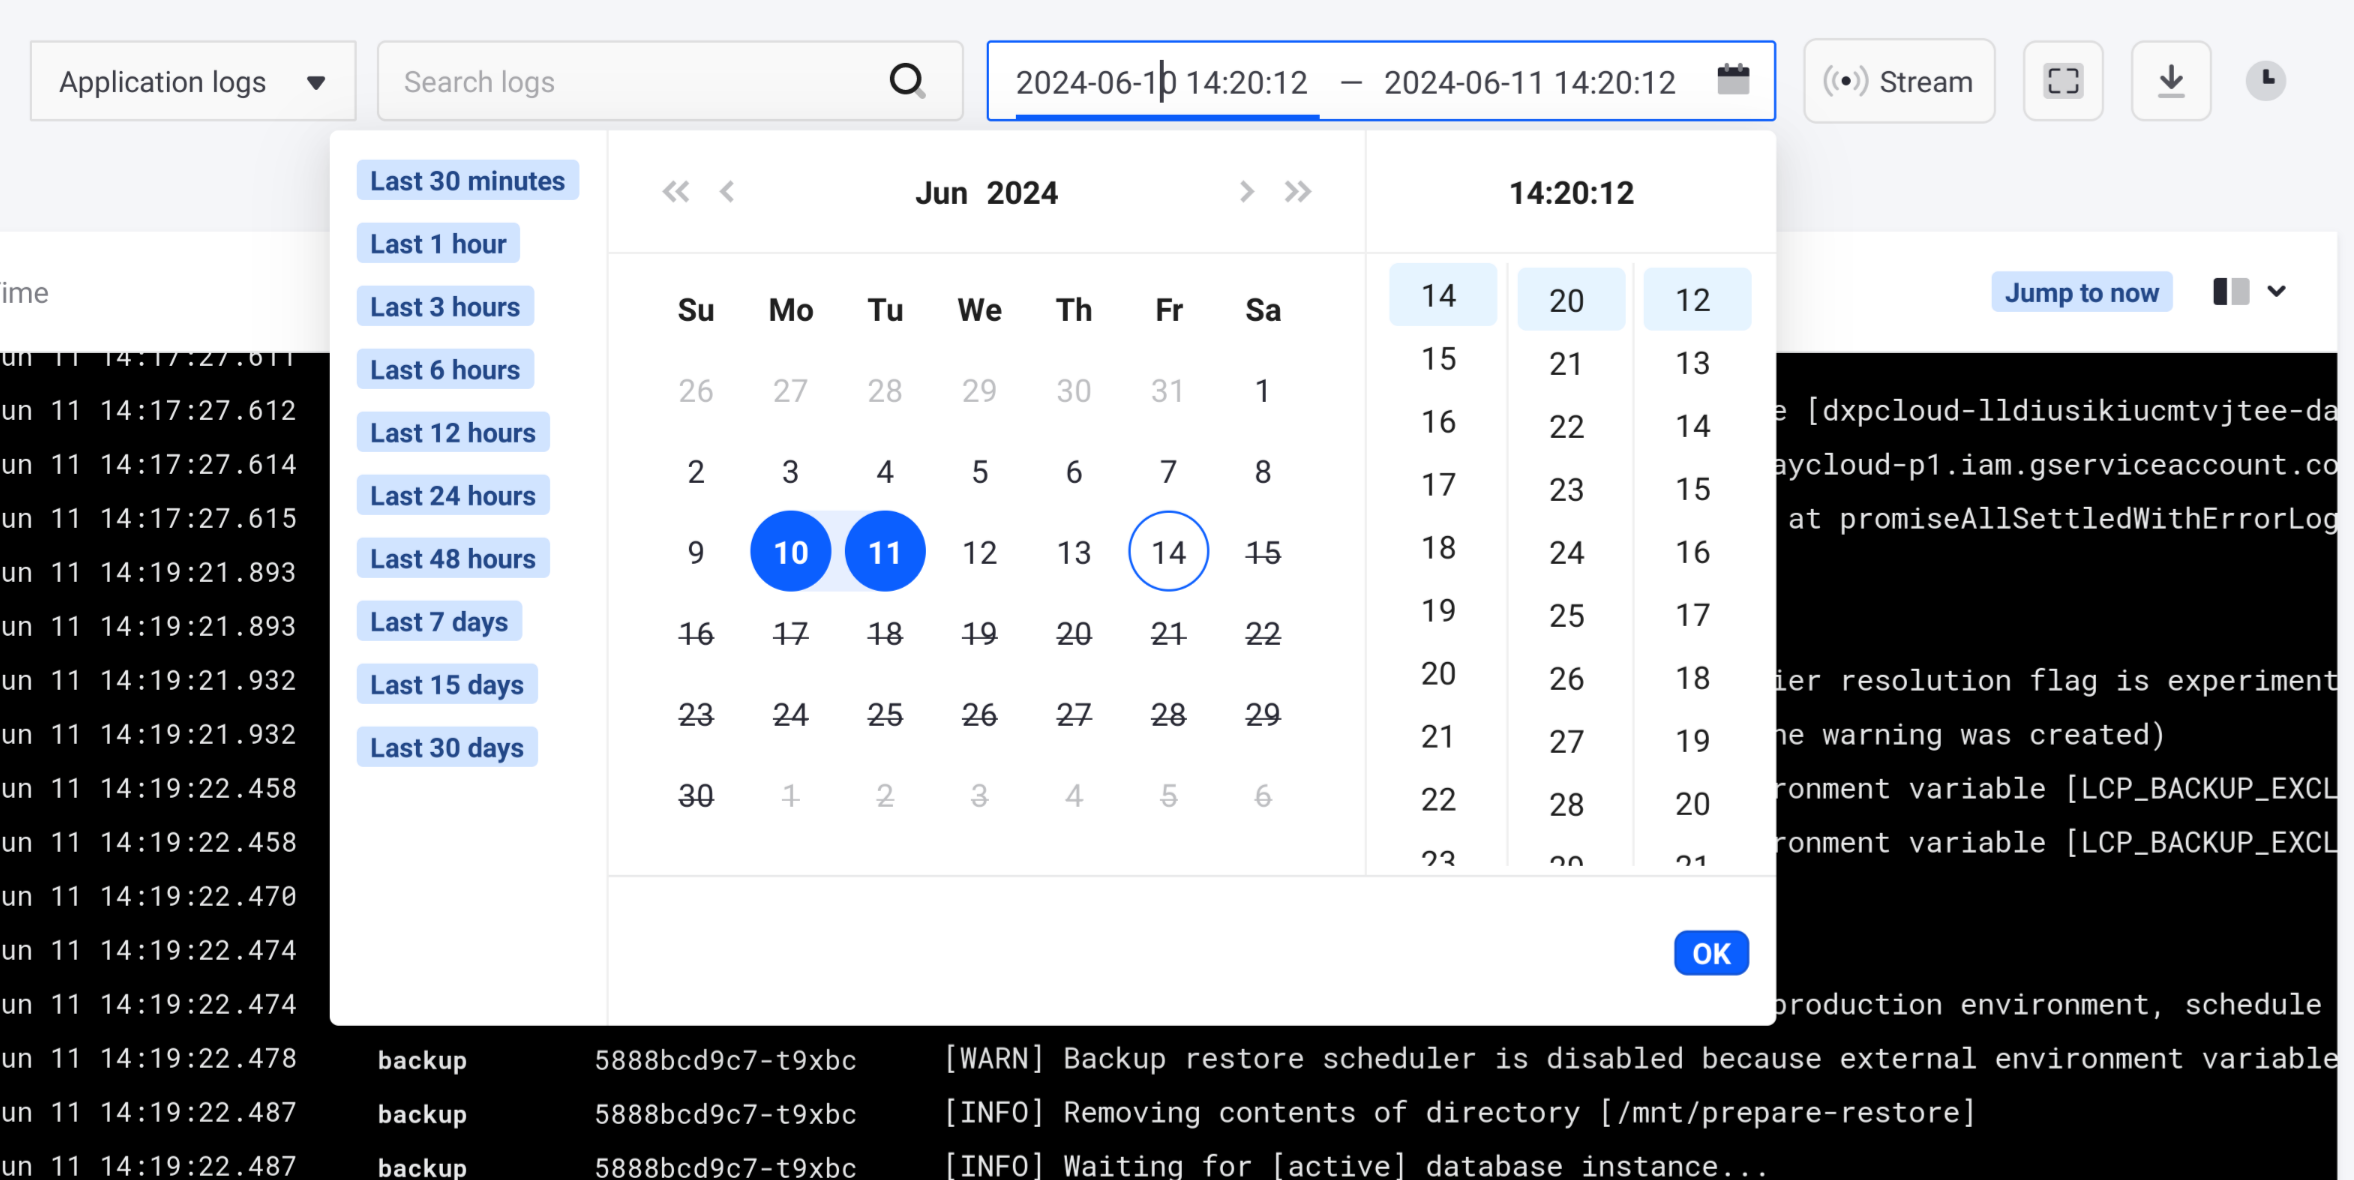 Application logs
Search logs
2024-06-10 14:20:12 — 2024-06-11 14:20:12
Stream
Last 30 minutes
Last 1 hour
Last 3 hours
Last 6 hours
Last 12 hours
Last 24 hours
Last 48 hours
Last 7 days
Last 15 days
Last 30 days
Jun 2024
Su Mo Tu We Th Fr Sa
26 27 28 29 30 31 1
2 3 4 5 6 7 8
9 10 11 12 13 14 15
16 17 18 19 20 21 22
23 24 25 26 27 28 29
30 1 2 3 4 5 6
14:20:12
14 20 12
15 21 13
16 22 14
17 23 15
18 24 16
19 25 17
20 26 18
21 27 19
22 28 20
23 29 21
OK
ime
Jump to now
un 11 14:17:27.611
un 11 14:17:27.612 e [dxpcloud-lldiusikiucmtvjtee-da
un 11 14:17:27.614 aycloud-p1.iam.gserviceaccount.co
un 11 14:17:27.615 at promiseAllSettledWithErrorLog
un 11 14:19:21.893
un 11 14:19:21.893
un 11 14:19:21.932 ier resolution flag is experiment
un 11 14:19:21.932 he warning was created)
un 11 14:19:22.458 ronment variable [LCP_BACKUP_EXCL
un 11 14:19:22.458 ronment variable [LCP_BACKUP_EXCL
un 11 14:19:22.470
un 11 14:19:22.474
un 11 14:19:22.474 production environment, schedule
un 11 14:19:22.478 backup 5888bcd9c7-t9xbc [WARN] Backup restore scheduler is disabled because external environment variable
un 11 14:19:22.487 backup 5888bcd9c7-t9xbc [INFO] Removing contents of directory [/mnt/prepare-restore]
un 11 14:19:22.487 backup 5888bcd9c7-t9xbc [INFO] Waiting for [active] database instance...